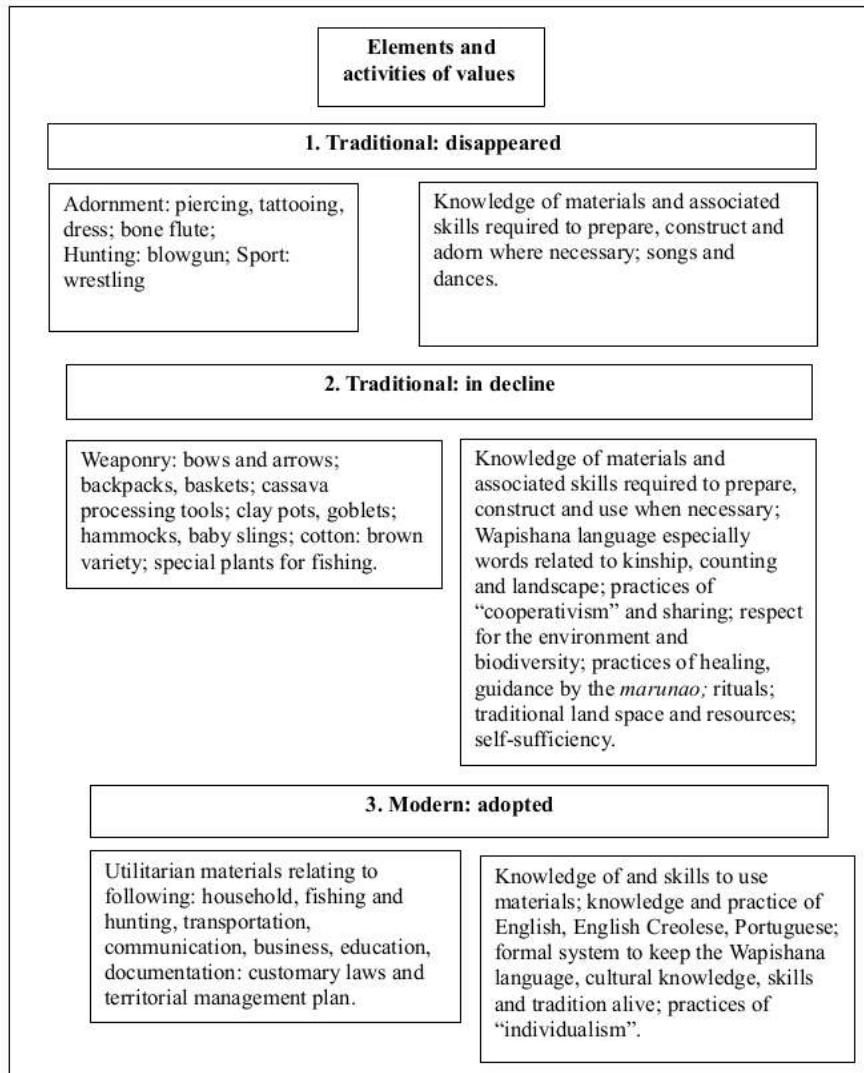 Elements and
activities of values
1. Traditional: disappeared
Adornment: piercing, tattooing,
dress; bone flute;
Hunting: blowgun; Sport:
wrestling
Knowledge of materials and associated
skills required to prepare, construct and
adorn where necessary; songs and
dances.
2. Traditional: in decline
Weaponry: bows and arrows;
backpacks, baskets; cassava
processing tools; clay pots, goblets;
hammocks, baby slings; cotton: brown
variety; special plants for fishing.
Knowledge of materials and
associated skills required to prepare,
construct and use when necessary;
Wapishana language especially
words related to kinship, counting
and landscape; practices of
“cooperativism” and sharing; respect
for the environment and
biodiversity; practices of healing,
guidance by the marunao; rituals;
traditional land space and resources;
self-sufficiency.
3. Modern: adopted
Utilitarian materials relating to
following: household, fishing and
hunting, transportation,
communication, business, education,
documentation: customary laws and
territorial management plan.
Knowledge of and skills to use
materials; knowledge and practice of
English, English Creolese, Portuguese;
formal system to keep the Wapishana
language, cultural knowledge, skills
and tradition alive; practices of
“individualism”.